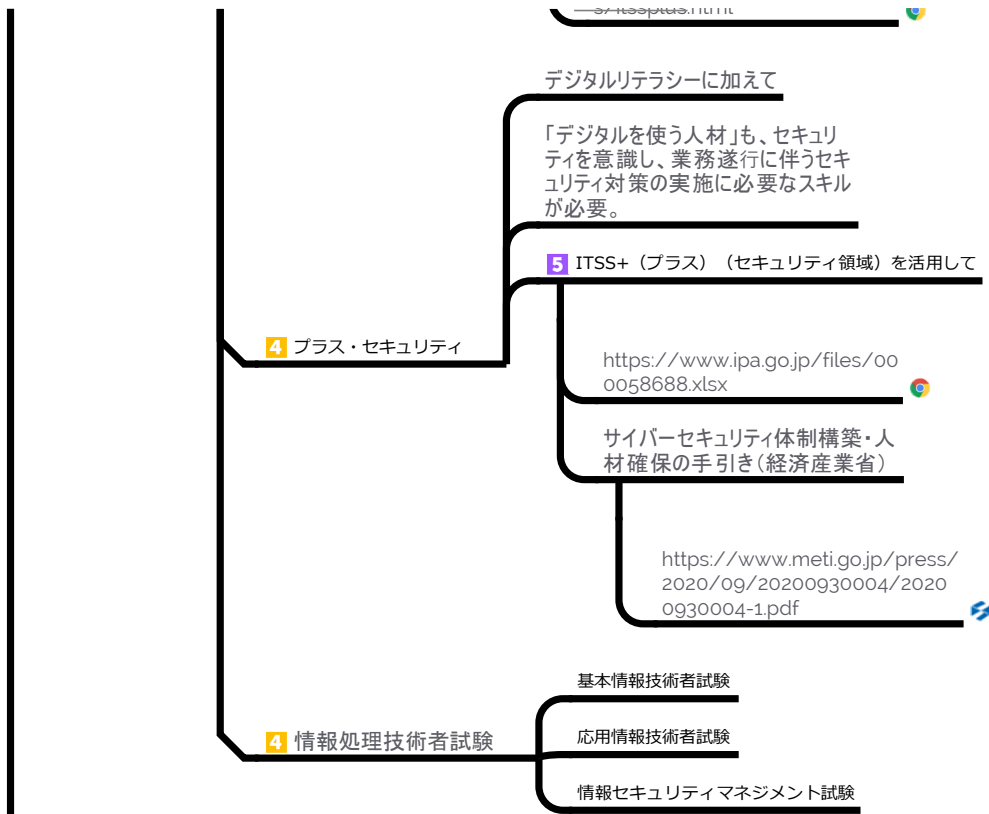 s/itssplus.html
デジタルリテラシーに加えて
「デジタルを使う人材」も、セキュリ
ティを意識し、業務遂行に伴うセキ
ュリティ対策の実施に必要なスキル
が必要。
5 ITSS+（プラス）（セキュリティ領域）を活用して
4 プラス・セキュリティ
https://www.ipa.go.jp/files/00
0058688.xlsx
サイバーセキュリティ体制構築・人
材確保の手引き（経済産業省）
https://www.meti.go.jp/press/
2020/09/20200930004/2020
0930004-1.pdf
基本情報技術者試験
4 情報処理技術者試験
応用情報技術者試験
情報セキュリティマネジメント試験